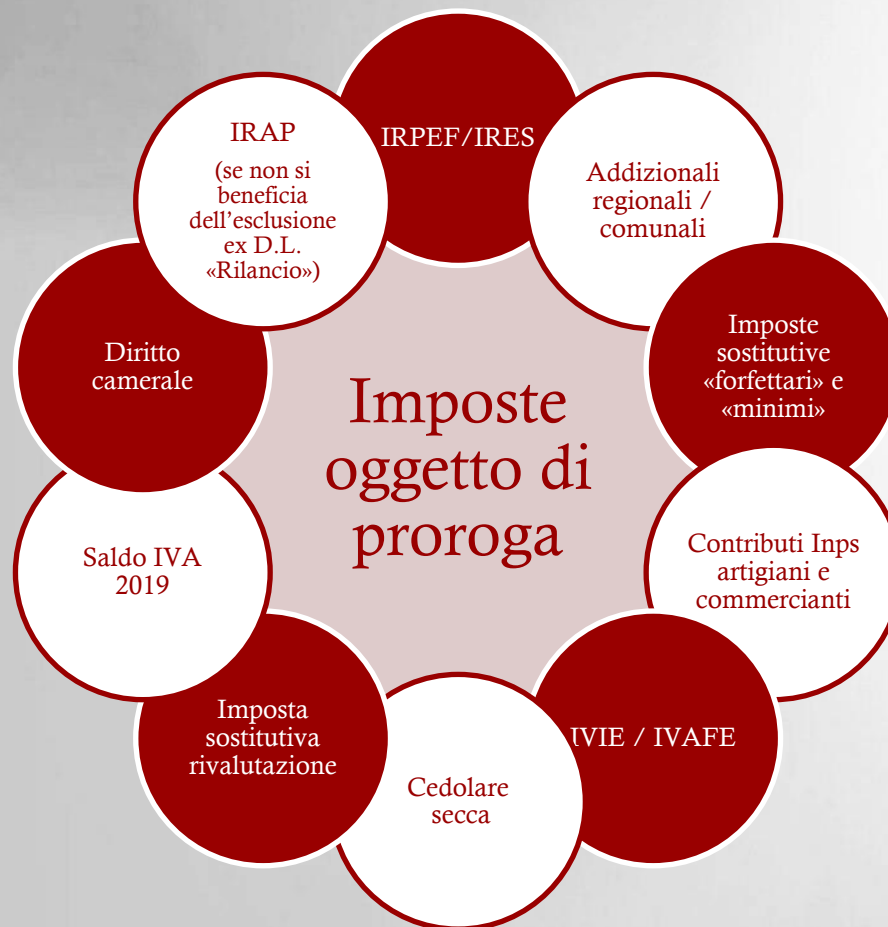 IRPEF/IRES
Addizionali
regionali /
comunali
Imposte
sostitutive
«forfettari» e
«minimi»
Contributi Inps
artigiani e
commercianti
IVIE / IVAFE
Cedolare
secca
Imposta
sostitutiva
rivalutazione
Saldo IVA
2019
Diritto
camerale
IRAP
(se non si
beneficia
dell’esclusione
ex D.L.
«Rilancio»)
Imposte
oggetto di
proroga